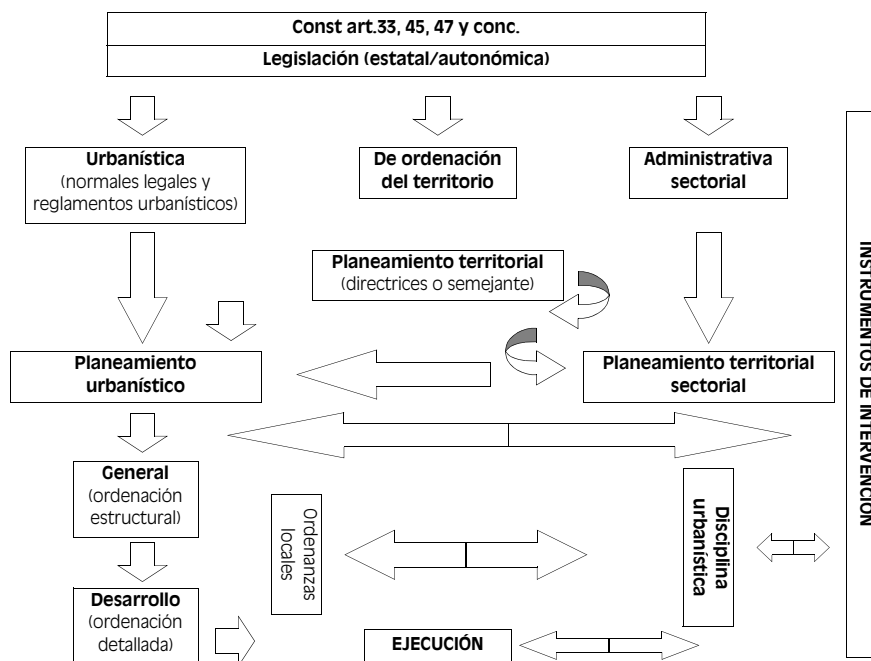 Const art.33, 45, 47 y conc.
Legislación (estatal/autonómica)
Urbanística
(normales legales y
reglamentos urbanísticos)
De ordenación
del territorio
Administrativa
sectorial
Planeamiento territorial
(directrices o semejante)
Planeamiento
urbanístico
Planeamiento territorial
sectorial
General
(ordenación
estructural)
Ordenanzas
locales
Disciplina
urbanística
Desarrollo
(ordenación
detallada)
EJECUCIÓN
INSTRUMENTOS DE INTERVENCIÓN